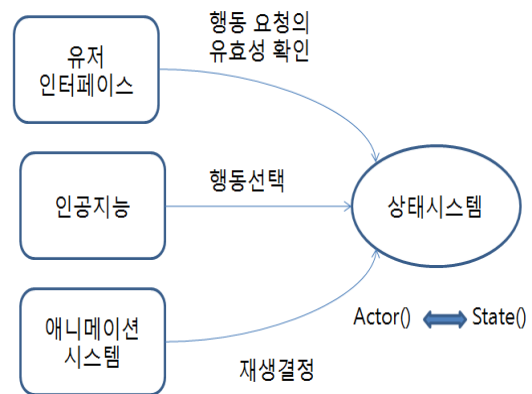 유저
인터페이스
행동 요청의
유효성 확인
인공지능
행동선택
상태시스템
애니메이션
시스템
재생결정
Actor() State()